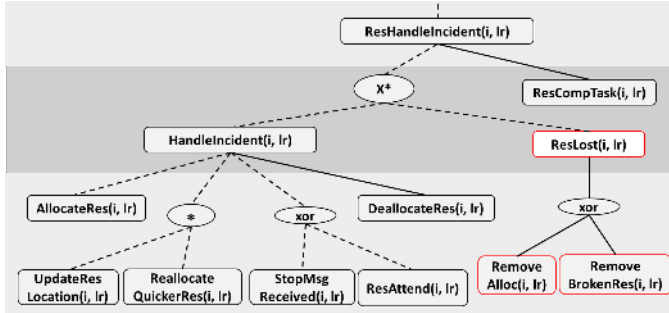 ResHandleIncident(i, lr)
X*
ResCompTask(i, lr)
HandleIncident(i, lr)
ResLost(i, lr)
AllocateRes(i, lr)
*
xor
DeallocateRes(i, lr)
xor
UpdateRes
Location(i, lr)
Reallocate
QuickerRes(i, lr)
StopMsg
Received(i, lr)
ResAttend(i, lr)
Remove
Alloc(i, lr)
Remove
BrokenRes(i, lr)